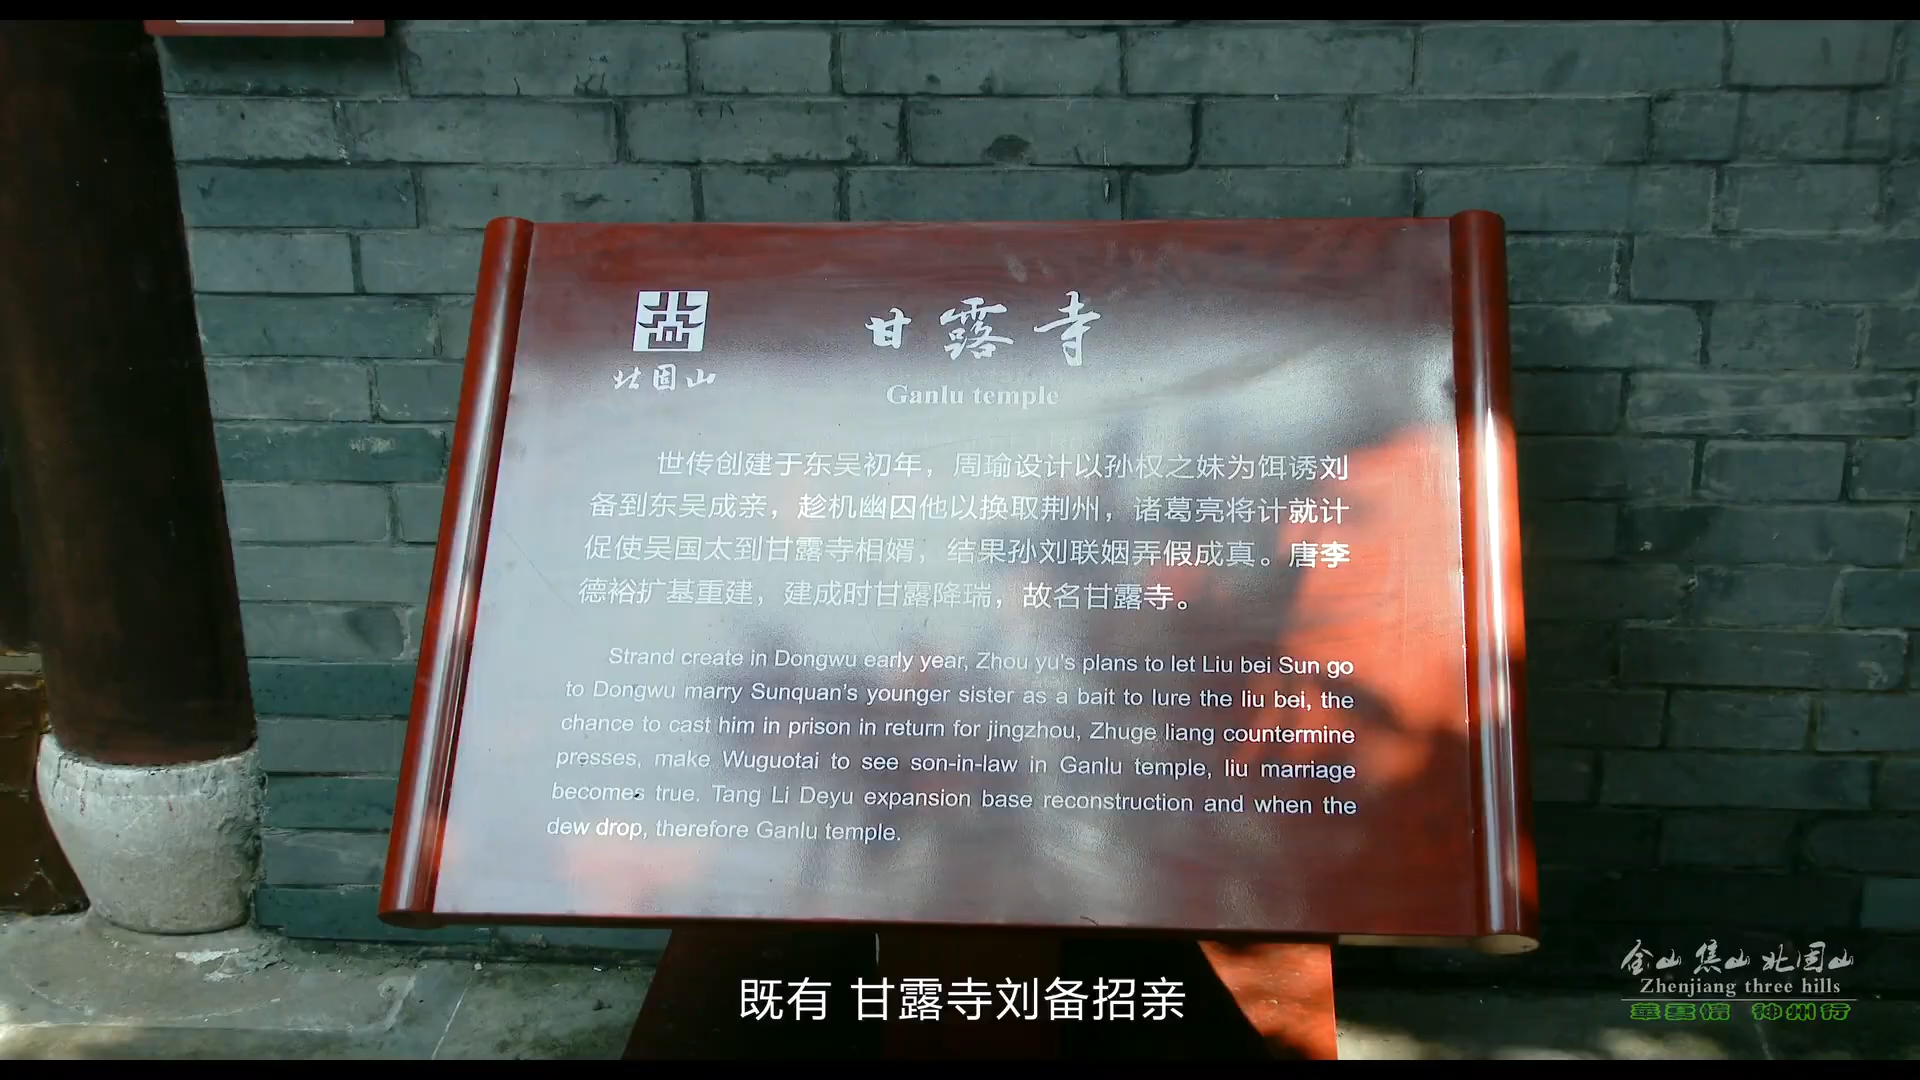 北固山
甘露寺
Ganlu temple
世传创建于东吴初年，周瑜设计以孙权之妹为饵诱刘
备到东吴成亲，趁机幽囚他以换取荆州，诸葛亮将计就计
促使吴国太到甘露寺相婿，结果孙刘联姻弄假成真。唐李
德裕扩基重建，建成时甘露降瑞，故名甘露寺。
Strand create in Dongwu early year, Zhou yu's plans to let Liu bei Sun go
to Dongwu marry Sunquan's younger sister as a bait to lure the liu bei, the
chance to cast him in prison in return for jingzhou, Zhuge liang countermine
presses, make Wuguotai to see son-in-law in Ganlu temple, liu marriage
becomes true. Tang Li Deyu expansion base reconstruction and when the
dew drop, therefore Ganlu temple.
既有 甘露寺刘备招亲
金山 焦山 北固山
Zhenjiang three hills
華夏情 神州行